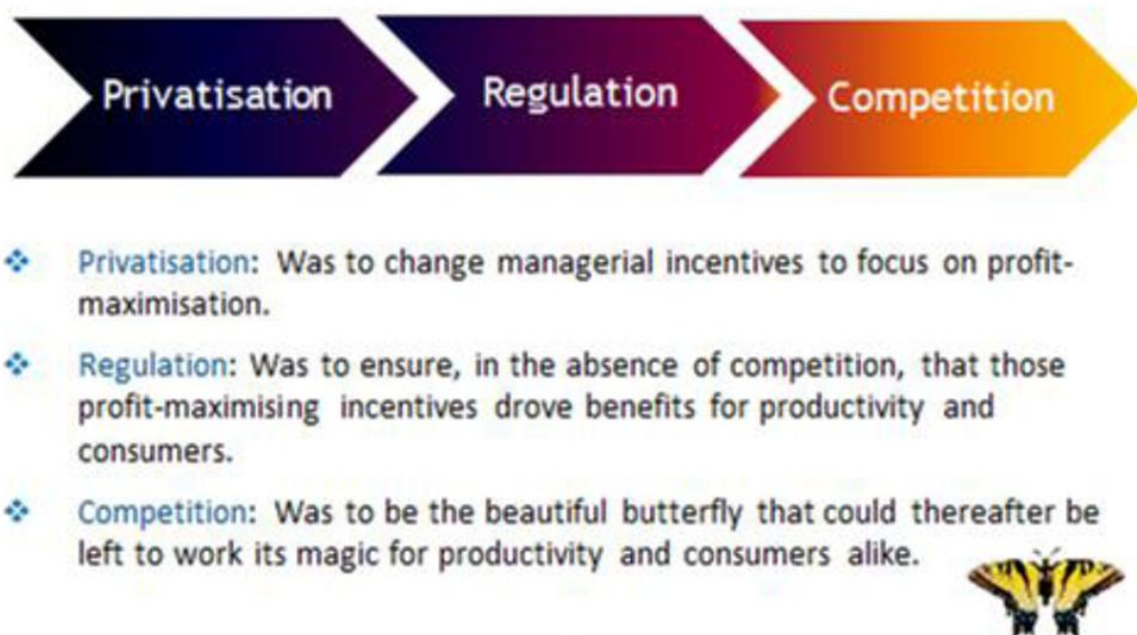 Privatisation Regulation Competition
Privatisation: Was to change managerial incentives to focus on profit-
maximisation.
Regulation: Was to ensure, in the absence of competition, that those
profit-maximising incentives drove benefits for productivity and
consumers.
Competition: Was to be the beautiful butterfly that could thereafter be
left to work its magic for productivity and consumers alike.